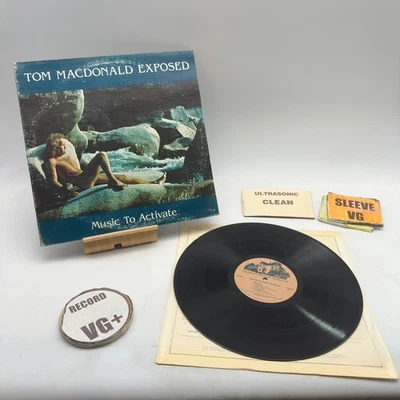 TOM MACDONALD EXPOSED
Music To Activate
ULTRASONIC
CLEAN
SLEEVE
VG
RECORD
VG+